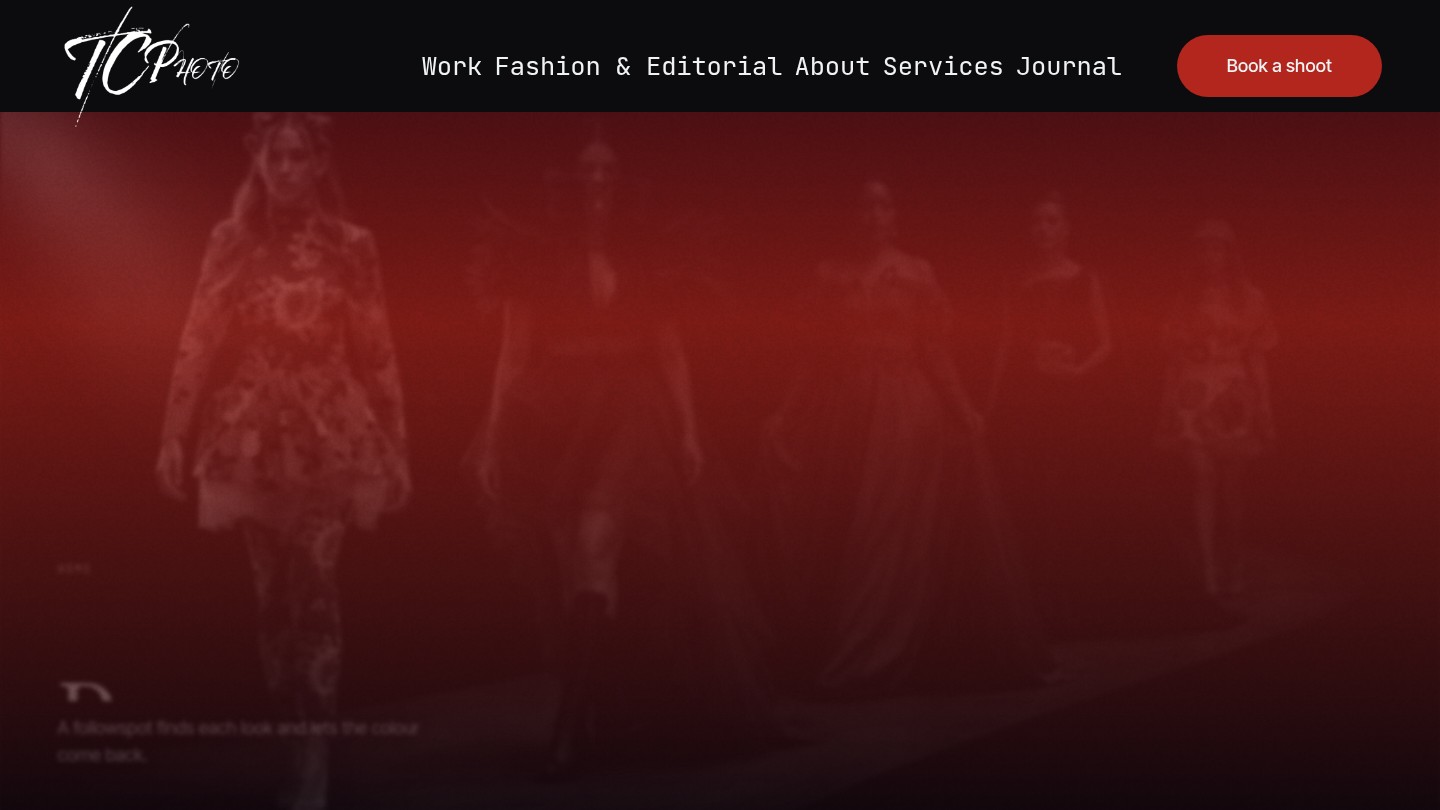 TCPHOTO
Work Fashion & Editorial About Services Journal
Book a shoot
A followspot finds each look and lets the colour
come back.